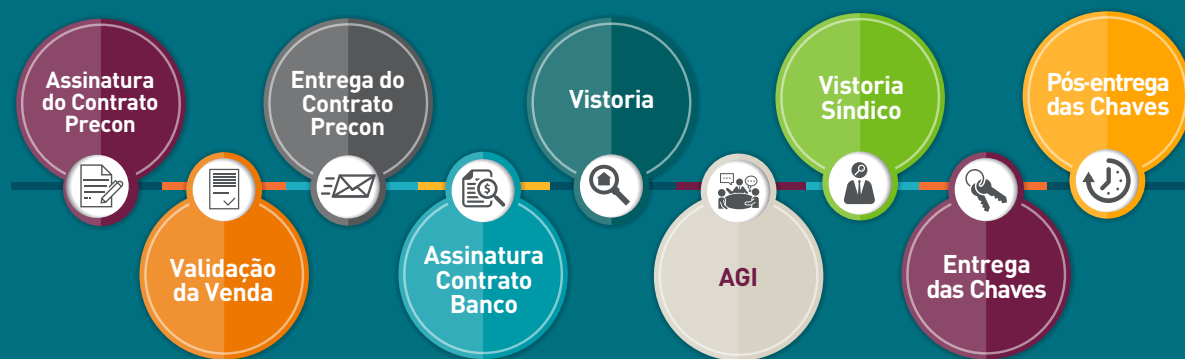 Assinatura
do Contrato
Precon
Validação
da Venda
Entrega do
Contrato
Precon
Assinatura
Contrato
Banco
Vistoria
AGI
Vistoria
Síndico
Entrega
das Chaves
Pós-entrega
das Chaves